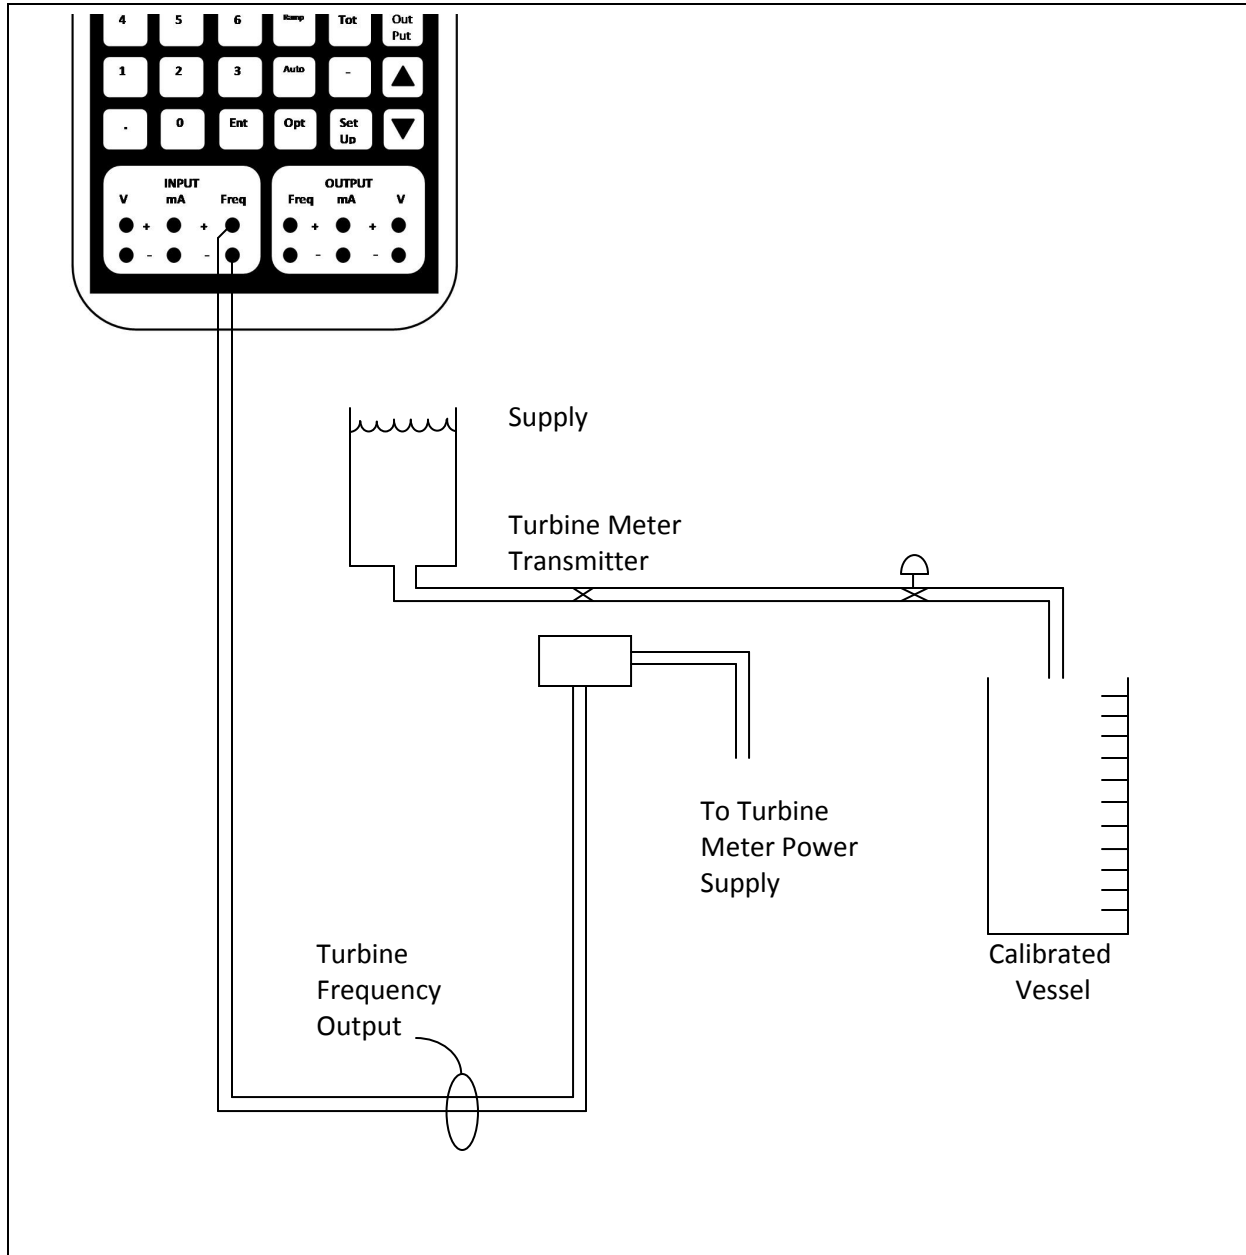 4 5 6 Ramp Tot Out
Put
1 2 3 Auto - ▲
. 0 Ent Opt Set
Up ▼
INPUT OUTPUT
V mA Freq Freq mA V
+ + + +
- - - -
Supply
Turbine Meter
Transmitter
To Turbine
Meter Power
Supply
Turbine
Frequency
Output
Calibrated
Vessel